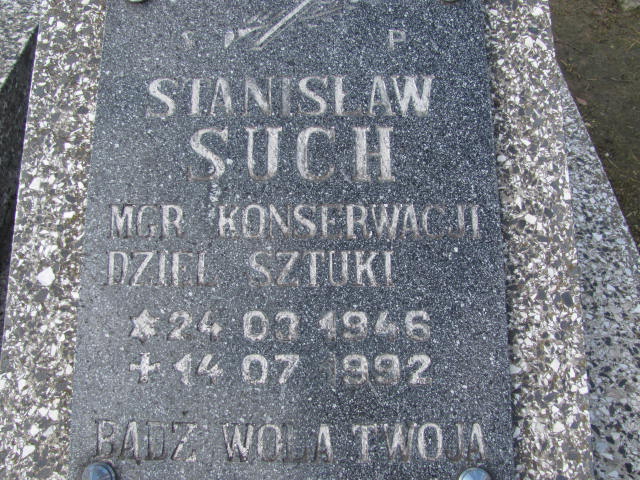 Ś P
STANISŁAW
SUCH
MGR KONSERWACJI
DZIEŁ SZTUKI
* 24 03 1946
+ 14 07 1992
BĄDŹ WOLA TWOJA